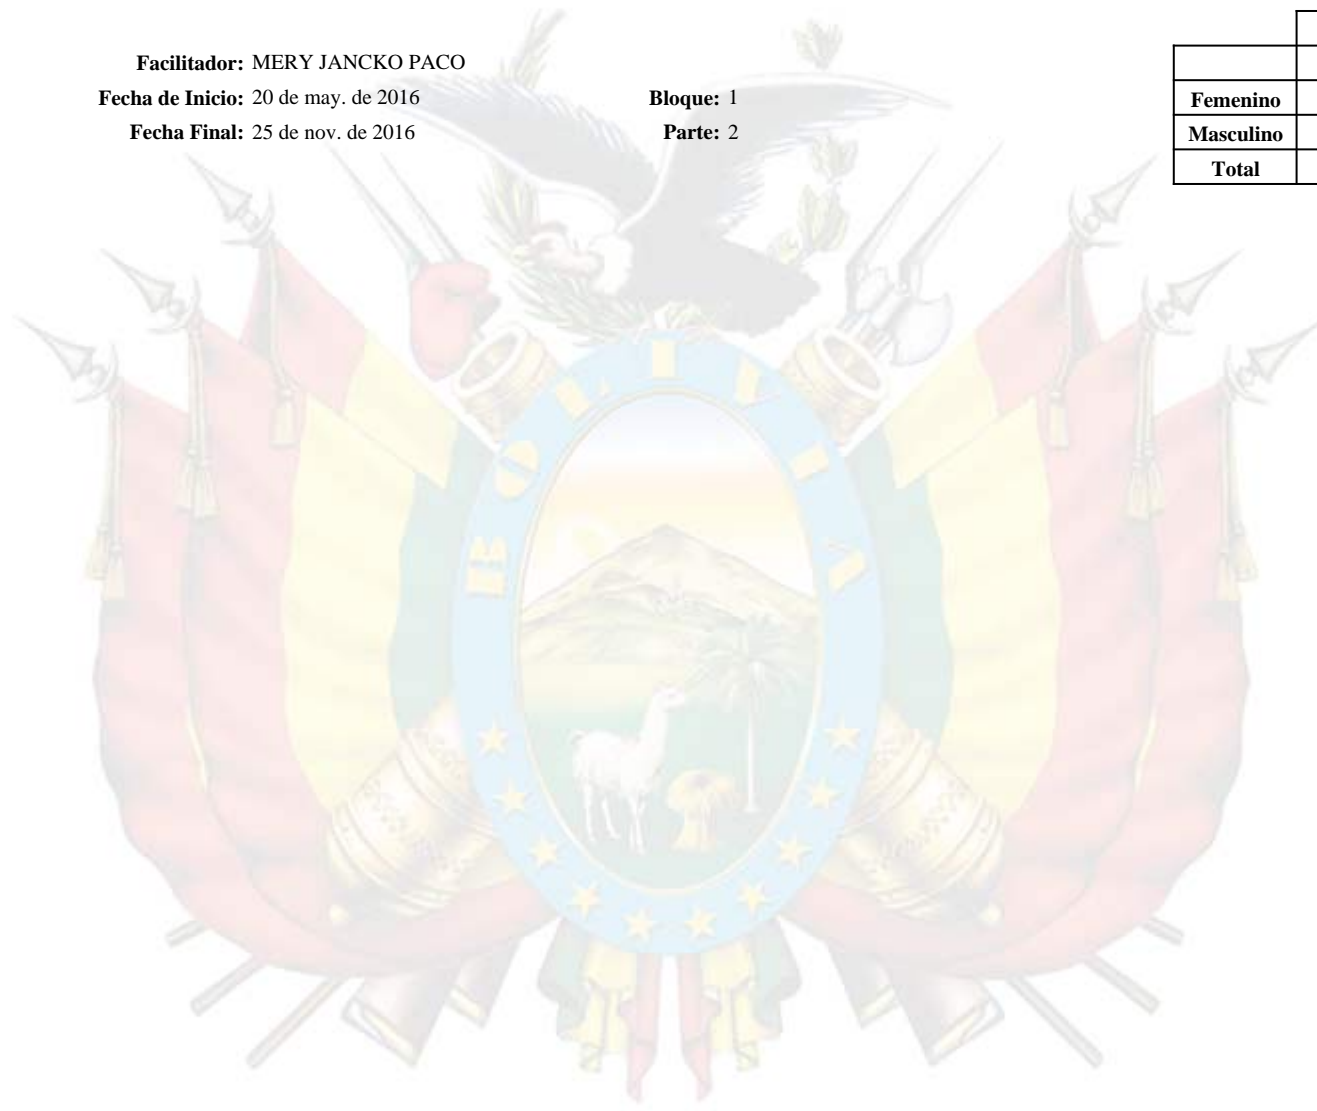 Facilitador: MERY JANCKO PACO
Fecha de Inicio: 20 de may. de 2016 Bloque: 1
Femenino
Fecha Final: 25 de nov. de 2016 Parte: 2
Masculino
Total
BOLIVIA